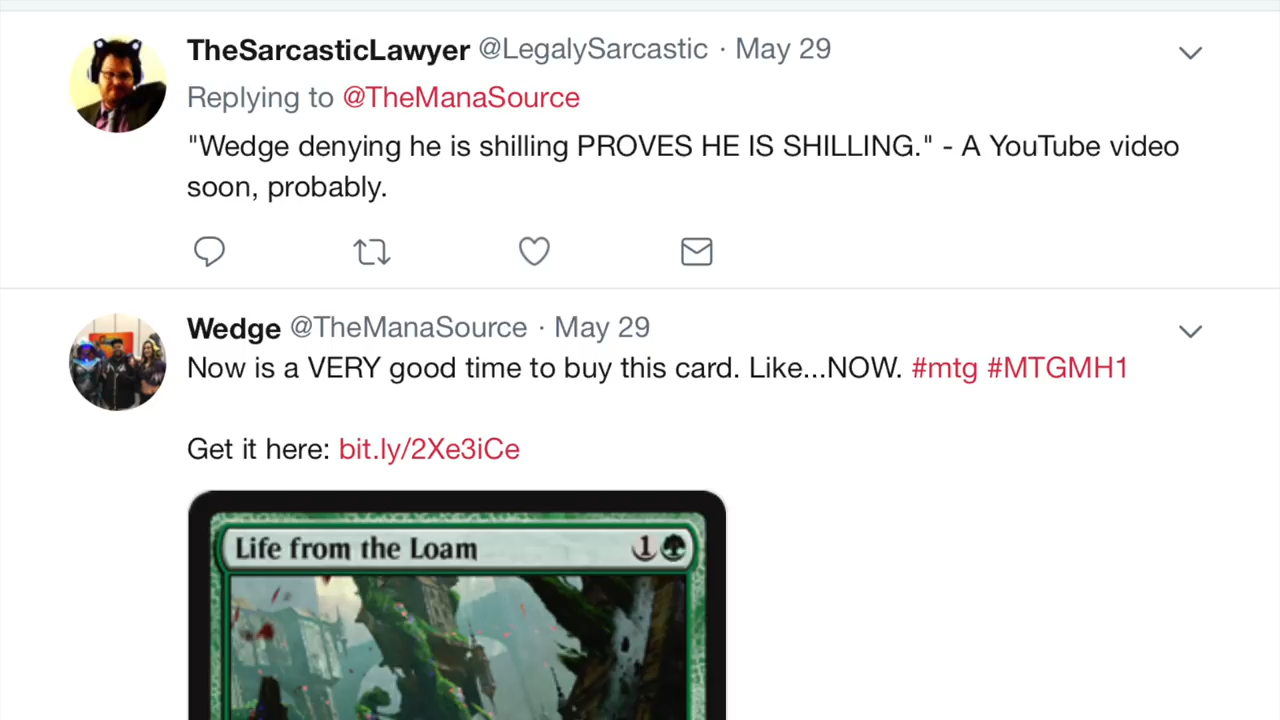 TheSarcasticLawyer @LegalySarcastic · May 29
Replying to @TheManaSource
"Wedge denying he is shilling PROVES HE IS SHILLING." - A YouTube video
soon, probably.
Wedge @TheManaSource · May 29
Now is a VERY good time to buy this card. Like...NOW. #mtg #MTGMH1
Get it here: bit.ly/2Xe3iCe
Life from the Loam 1